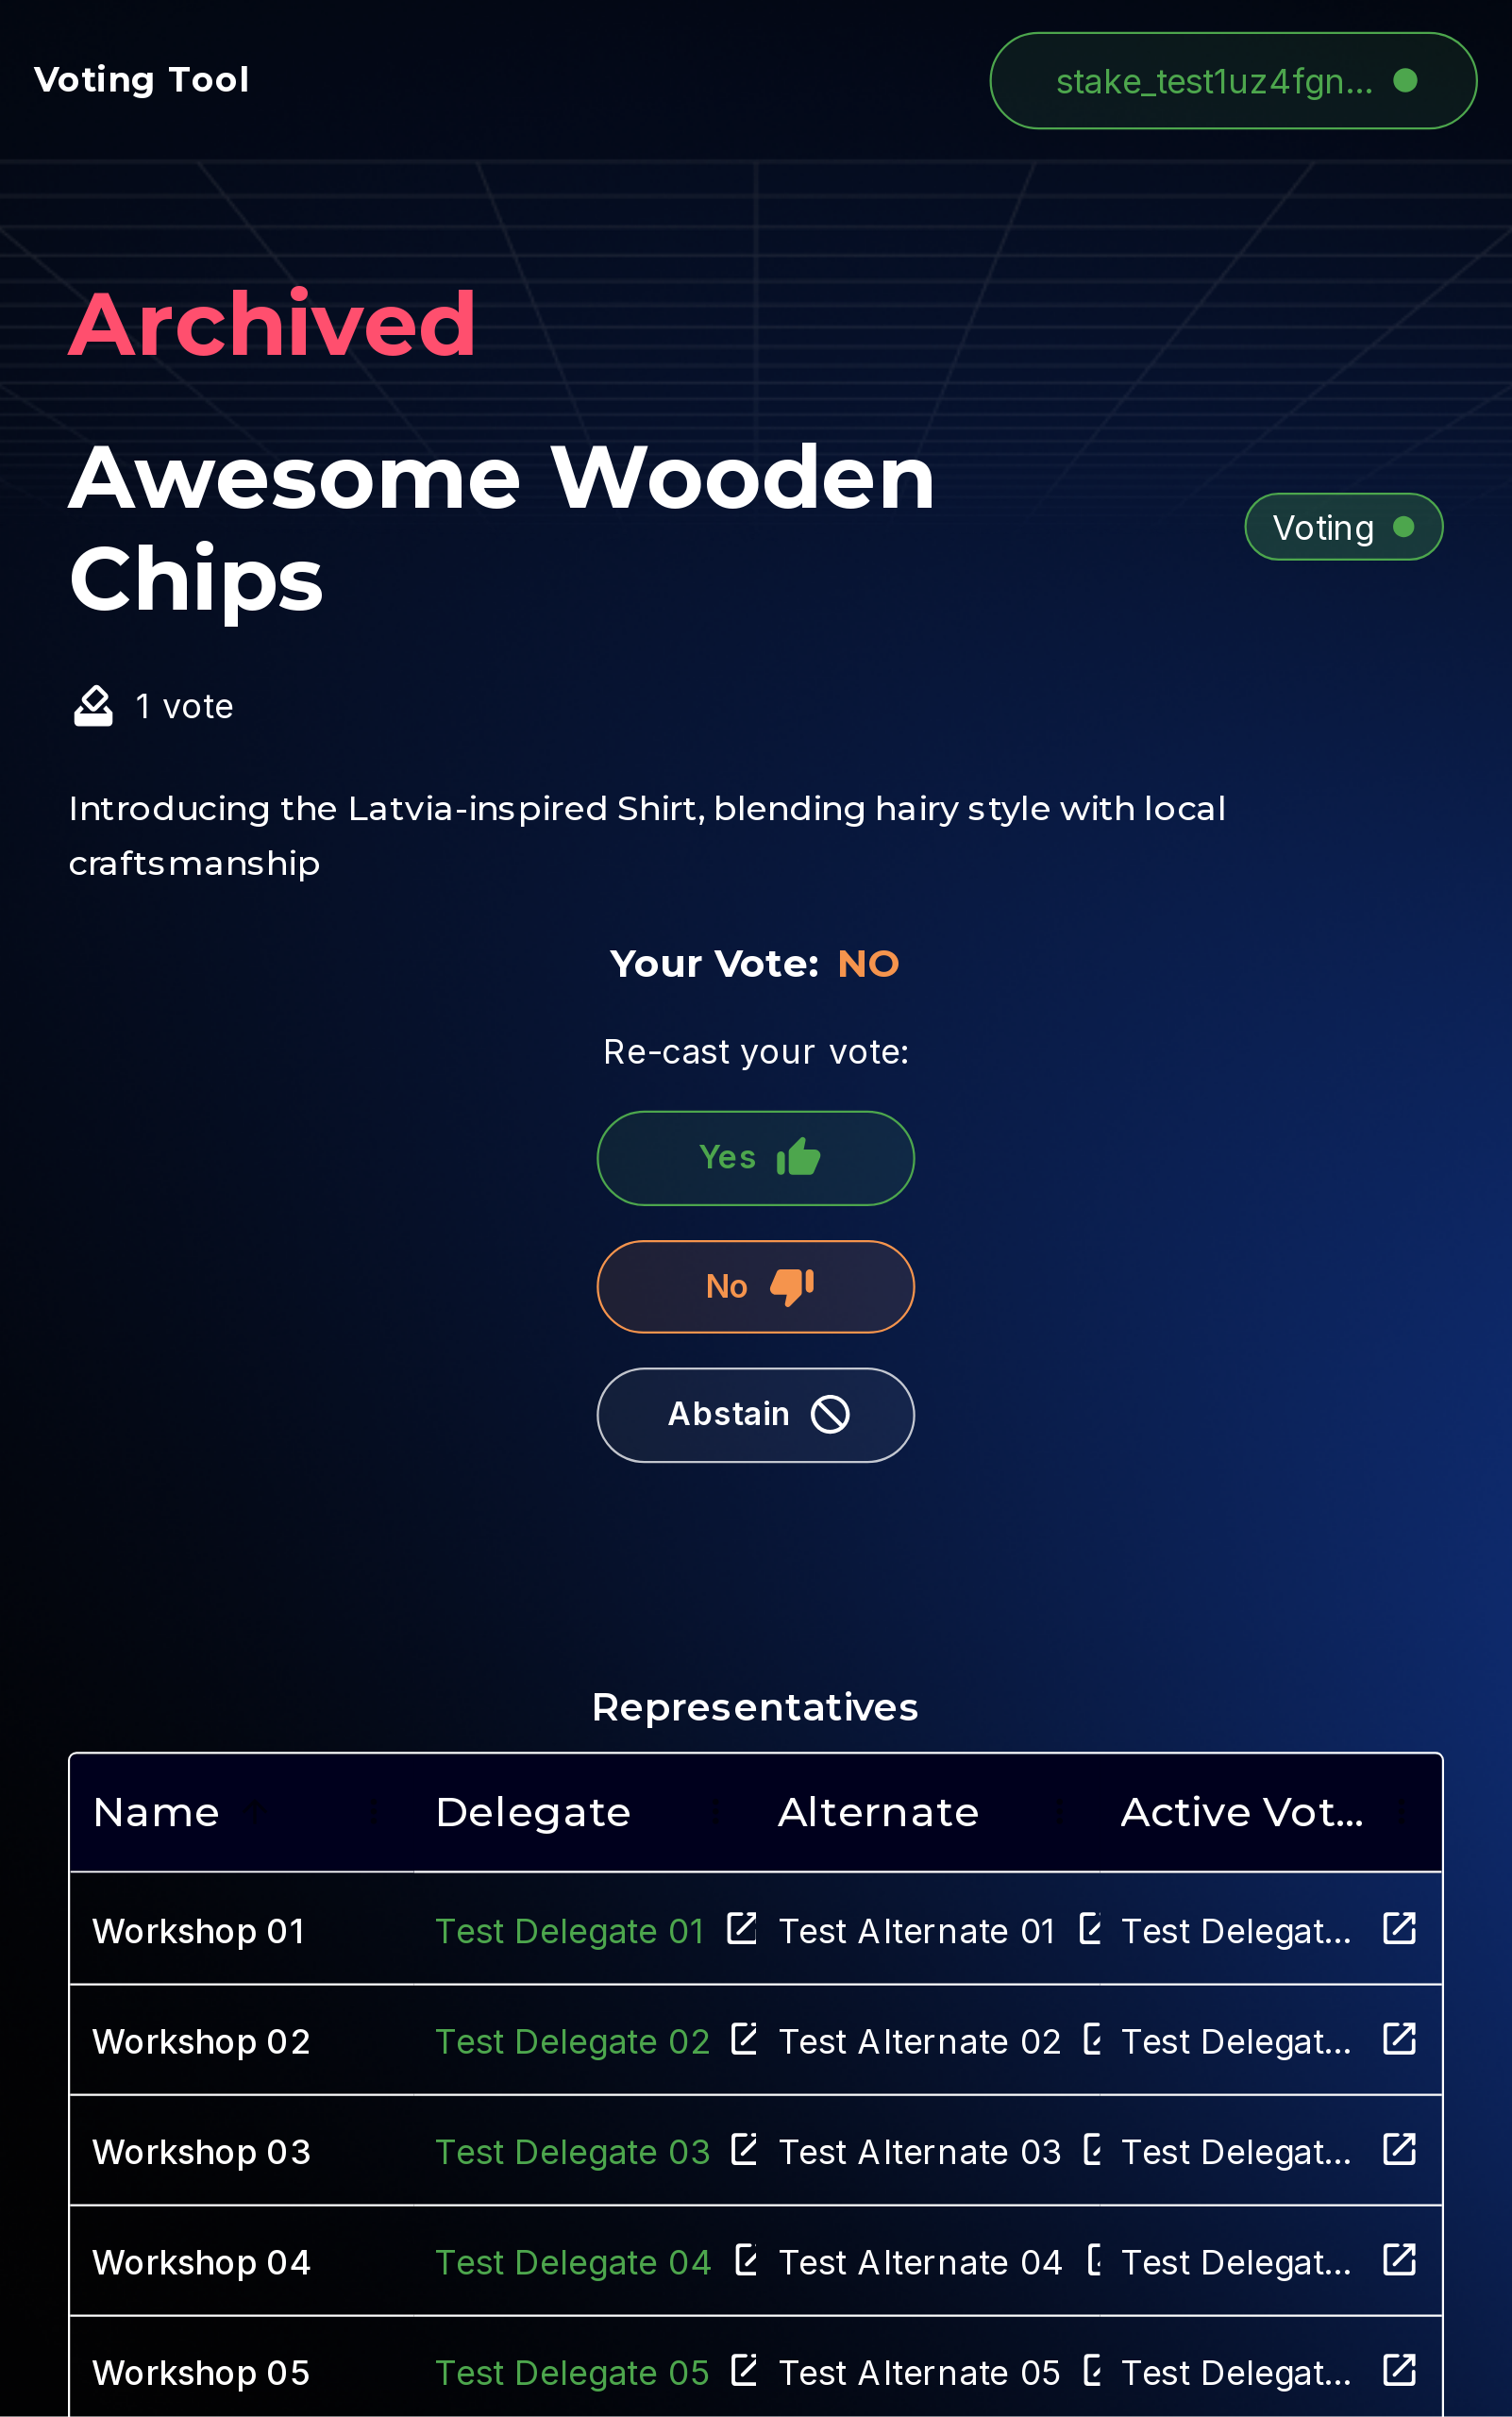 Voting Tool
stake_test1uz4fgn...
Archived
Awesome Wooden
Chips
Voting
1 vote
Introducing the Latvia-inspired Shirt, blending hairy style with local
craftsmanship
Your Vote: NO
Re-cast your vote:
Yes
No
Abstain
Representatives
Name Delegate Alternate Active Vot...
Workshop 01 Test Delegate 01 Test Alternate 01 Test Delegat...
Workshop 02 Test Delegate 02 Test Alternate 02 Test Delegat...
Workshop 03 Test Delegate 03 Test Alternate 03 Test Delegat...
Workshop 04 Test Delegate 04 Test Alternate 04 Test Delegat...
Workshop 05 Test Delegate 05 Test Alternate 05 Test Delegat...